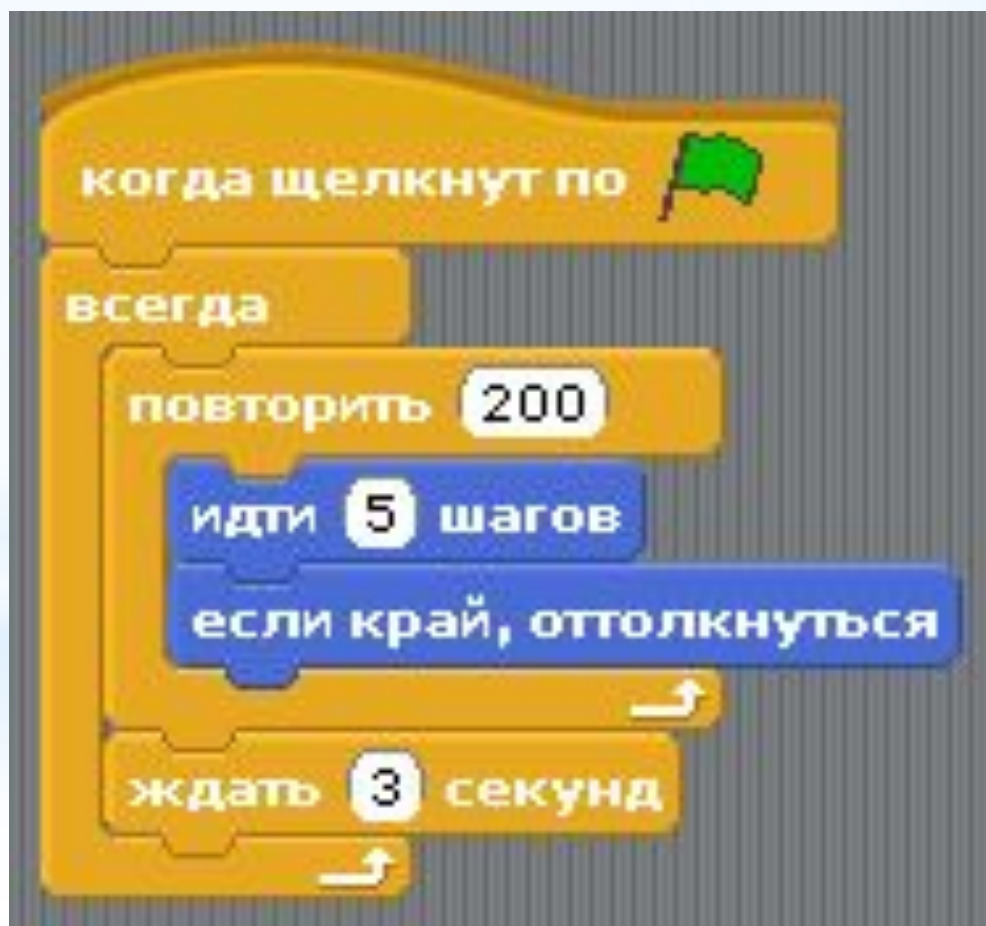 когда щелкнут по
всегда
повторить 200
идти 5 шагов
если край, оттолкнуться
ждать 3 секунд